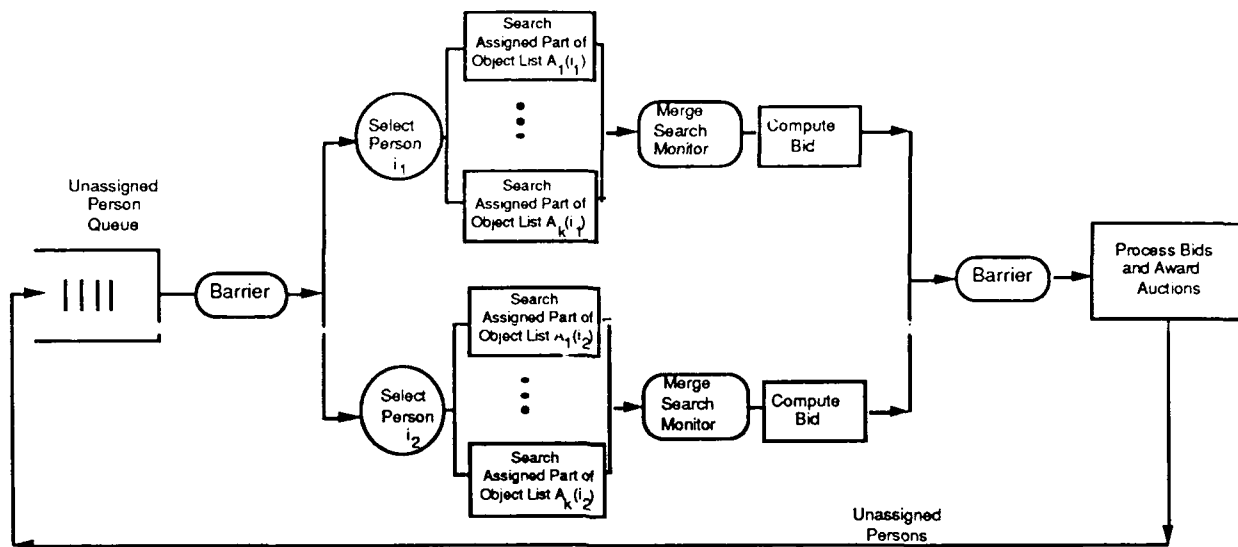 Search
Assigned Part of
Object List A₁(i₁)
Select
Person
i₁
Merge
Search
Monitor
Compute
Bid
Search
Assigned Part of
Object List Aₖ(i₁)
Unassigned
Person
Queue
Barrier
Barrier
Process Bids
and Award
Auctions
Search
Assigned Part of
Object List A₁(i₂)
Select
Person
i₂
Merge
Search
Monitor
Compute
Bid
Search
Assigned Part of
Object List Aₖ(i₂)
Unassigned
Persons